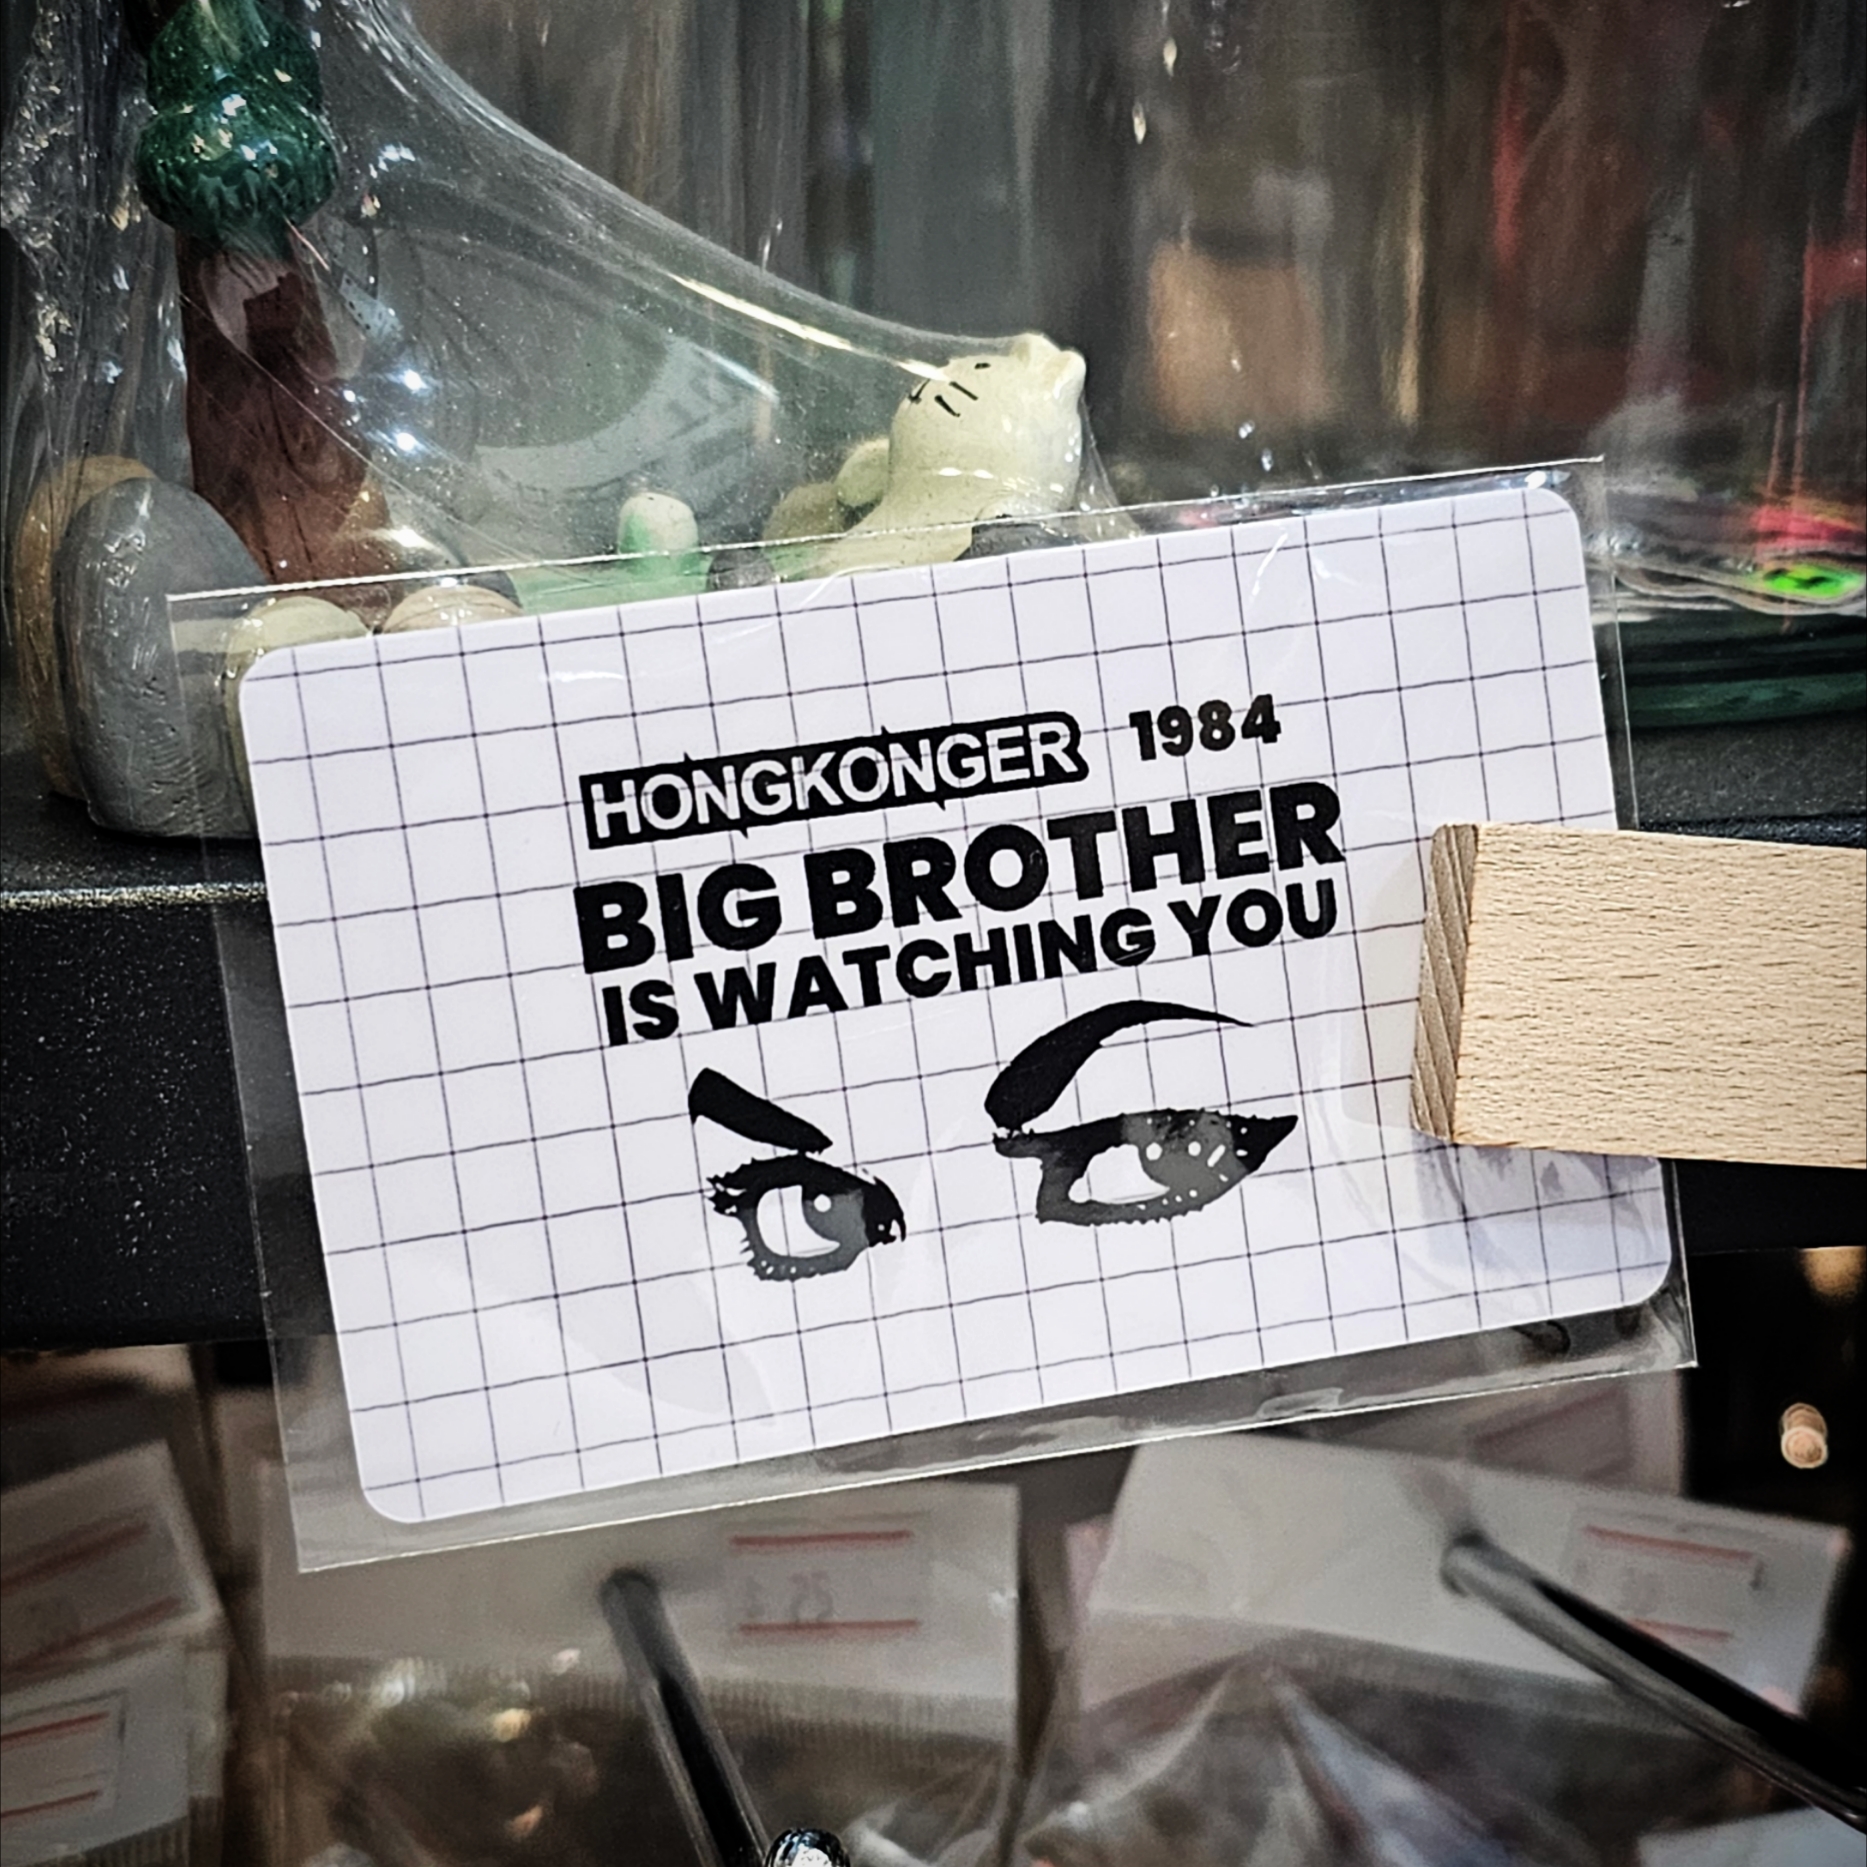 HONGKONGER 1984
BIG BROTHER
IS WATCHING YOU